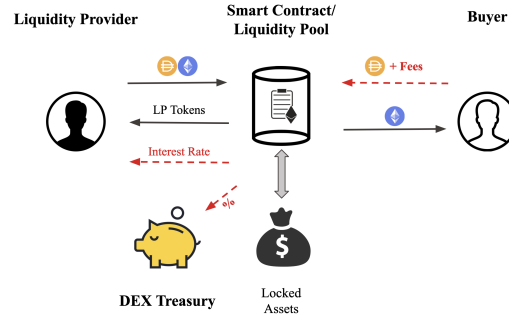 Liquidity Provider
Smart Contract/
Liquidity Pool
Buyer
+ Fees
LP Tokens
Interest Rate
%
$
DEX Treasury
Locked
Assets